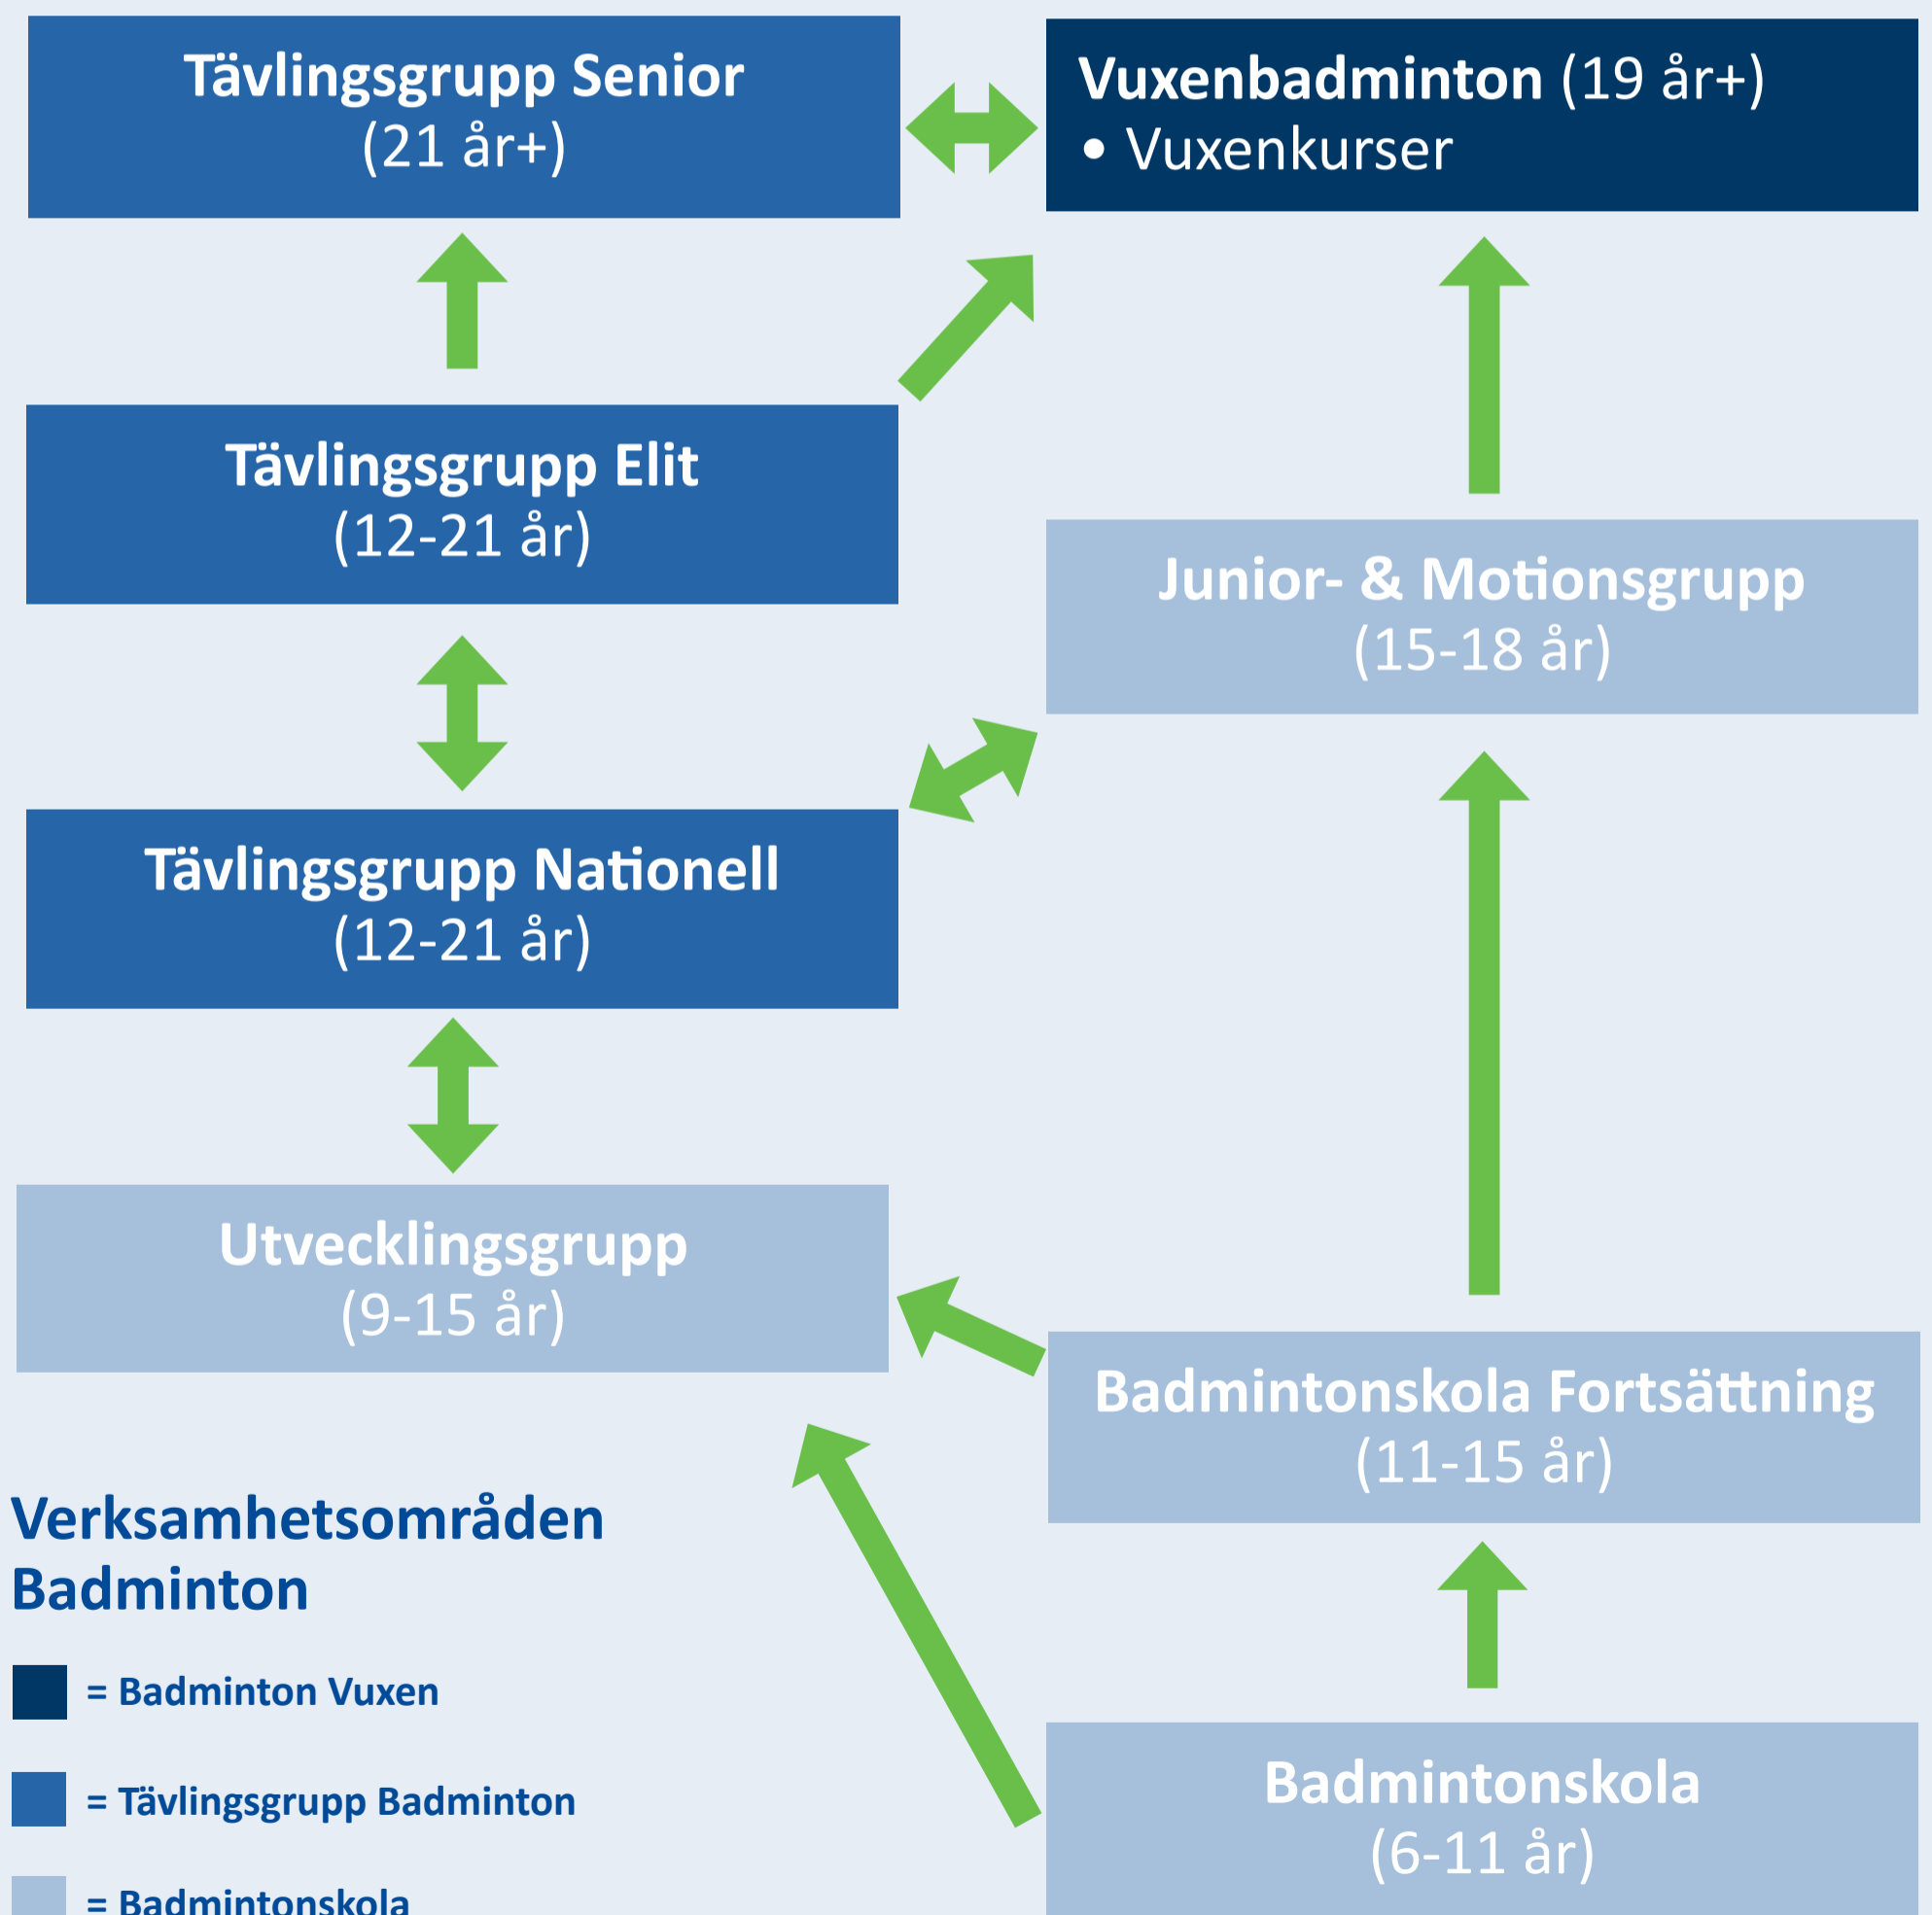 Tävlingsgrupp Senior
(21 år+)
Vuxenbadminton (19 år+)
• Vuxenkurser
Tävlingsgrupp Elit
(12-21 år)
Junior- & Motionsgrupp
(15-18 år)
Tävlingsgrupp Nationell
(12-21 år)
Utvecklingsgrupp
(9-15 år)
Badmintonskola Fortsättning
(11-15 år)
Verksamhetsområden
Badminton
= Badminton Vuxen
= Tävlingsgrupp Badminton
= Badmintonskola
Badmintonskola
(6-11 år)